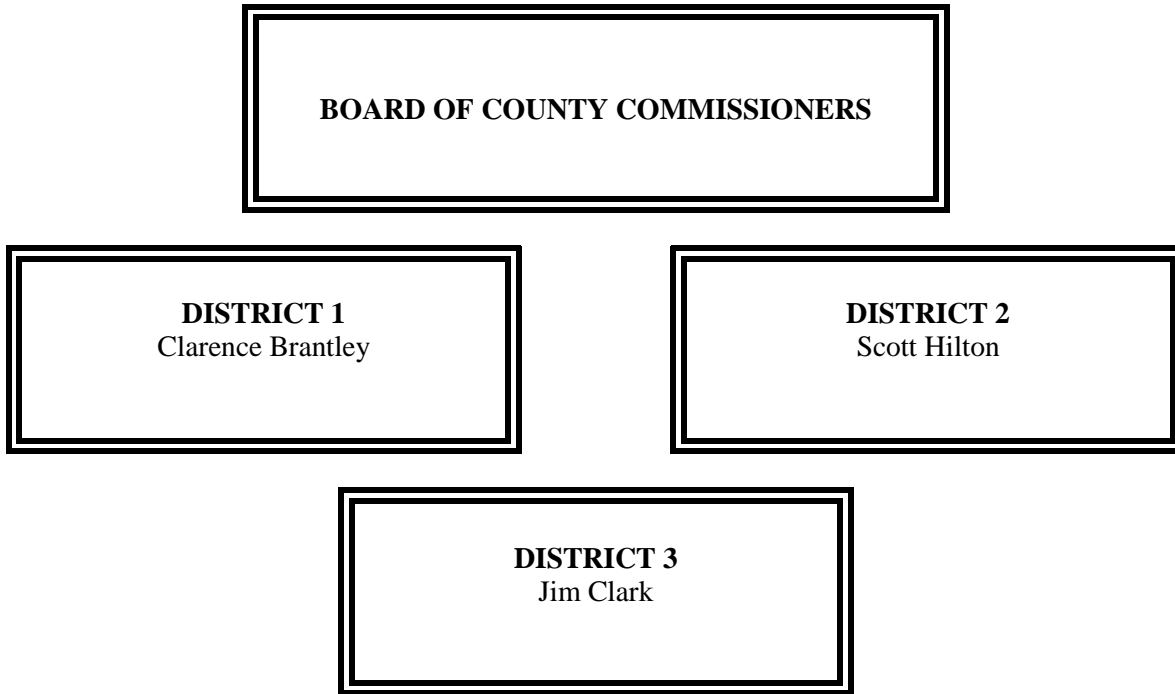 BOARD OF COUNTY COMMISSIONERS
DISTRICT 1
Clarence Brantley
DISTRICT 2
Scott Hilton
DISTRICT 3
Jim Clark